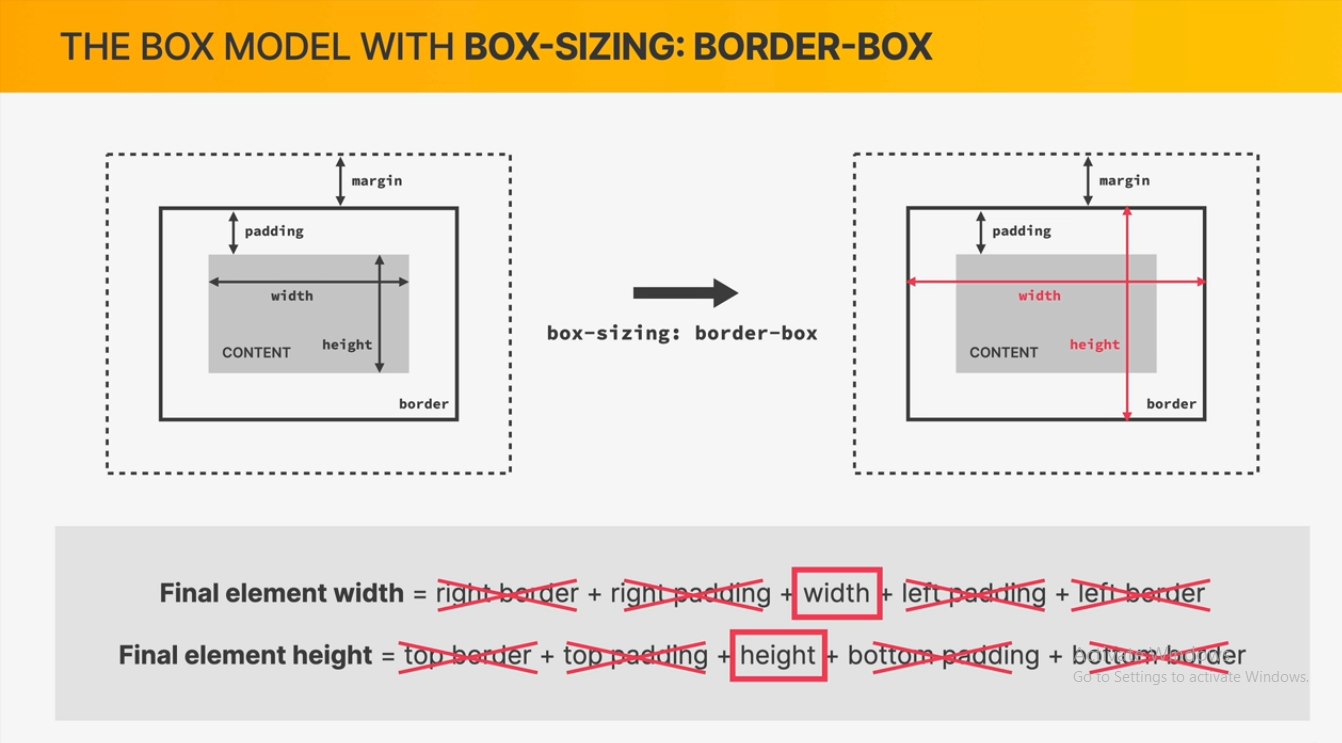 THE BOX MODEL WITH BOX-SIZING: BORDER-BOX
margin
padding
width
height
CONTENT
border
box-sizing: border-box
margin
padding
width
height
CONTENT
border
Final element width = right border + right padding + width + left padding + left border
Final element height = top border + top padding + height + bottom padding + bottom border
Activate Windows
Go to Settings to activate Windows.